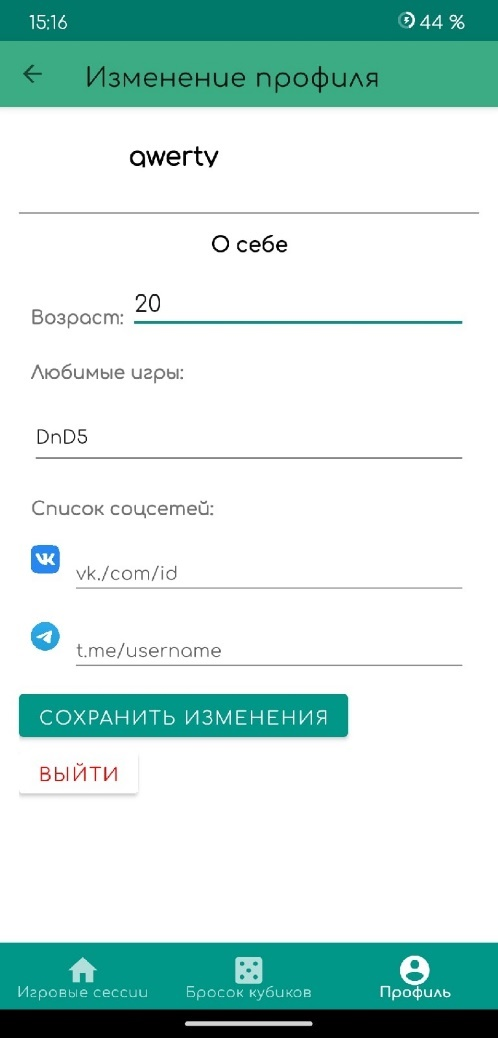 15:16
44 %
Изменение профиля
qwerty
О себе
Возраст: 20
Любимые игры:
DnD5
Список соцсетей:
vk./com/id
t.me/username
СОХРАНИТЬ ИЗМЕНЕНИЯ
ВЫЙТИ
Игровые сессии
Бросок кубиков
Профиль